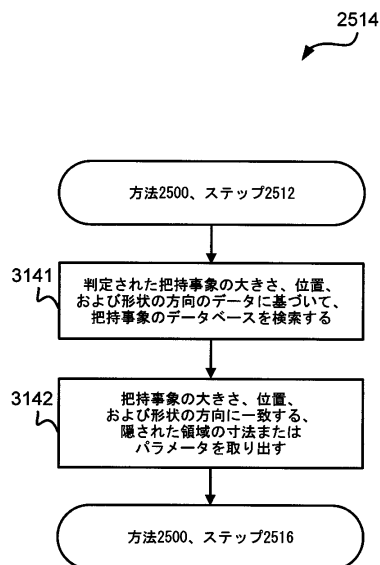 2514
方法2500、ステップ2512
3141
判定された把持事象の大きさ、位置、
および形状の方向のデータに基づいて、
把持事象のデータベースを検索する
3142
把持事象の大きさ、位置、
および形状の方向に一致する、
隠された領域の寸法または
パラメータを取り出す
方法2500、ステップ2516